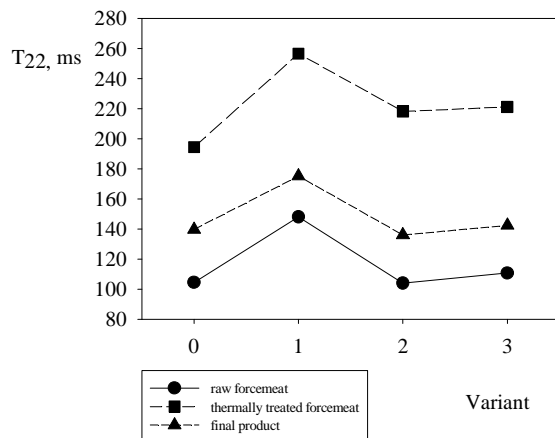 280
T22, ms
260
240
220
200
180
160
140
120
100
80
0 1 2 3
Variant
raw forcemeat
thermally treated forcemeat
final product